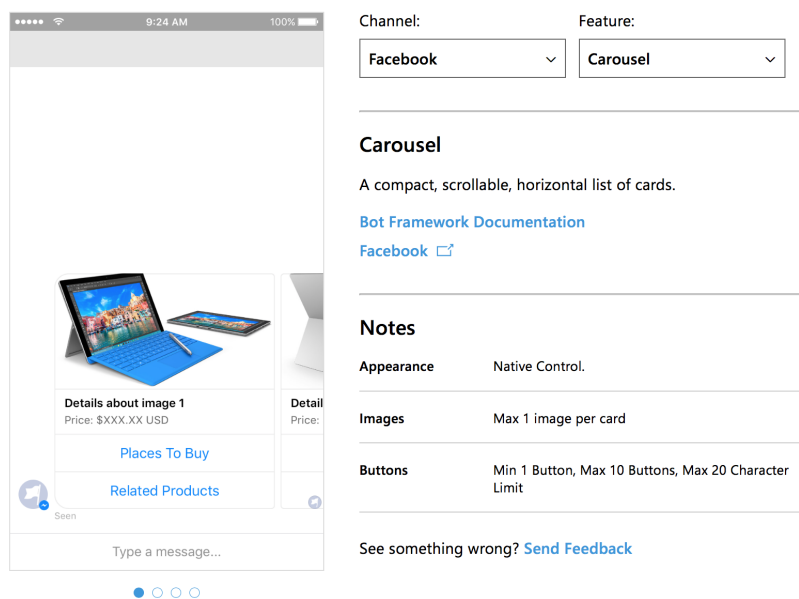 9:24 AM
100%
Channel:
Feature:
Facebook
Carousel
Carousel
A compact, scrollable, horizontal list of cards.
Bot Framework Documentation
Facebook
Details about image 1
Price: $XXX.XX USD
Places To Buy
Related Products
Detail
Price:
Seen
Type a message...
Notes
Appearance
Native Control.
Images
Max 1 image per card
Buttons
Min 1 Button, Max 10 Buttons, Max 20 Character
Limit
See something wrong? Send Feedback